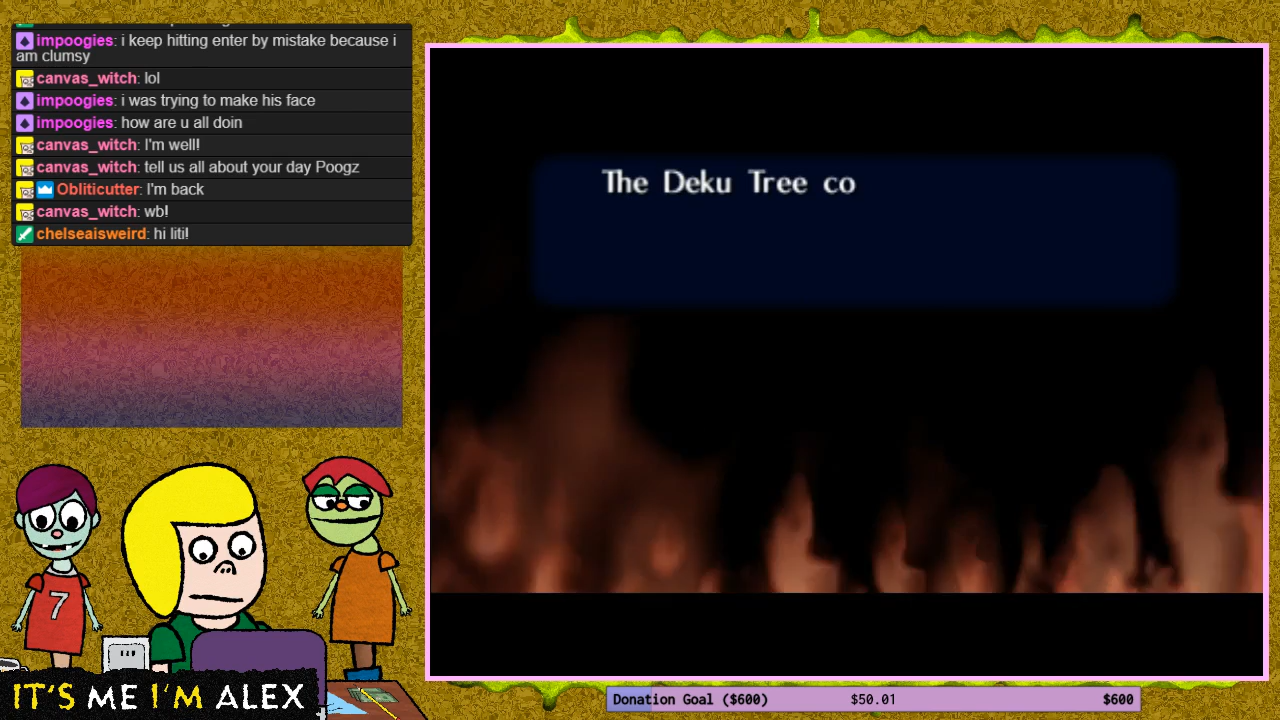 impoogies: i keep hitting enter by mistake because i
am clumsy
canvas_witch: lol
impoogies: i was trying to make his face
impoogies: how are u all doin
canvas_witch: I'm well!
canvas_witch: tell us all about your day Poogz
Obliticutter: I'm back
canvas_witch: wb!
chelseaisweird: hi liti!
The Deku Tree co
7
IT'S ME I'M ALEX
Donation Goal ($600) $50.01 $600